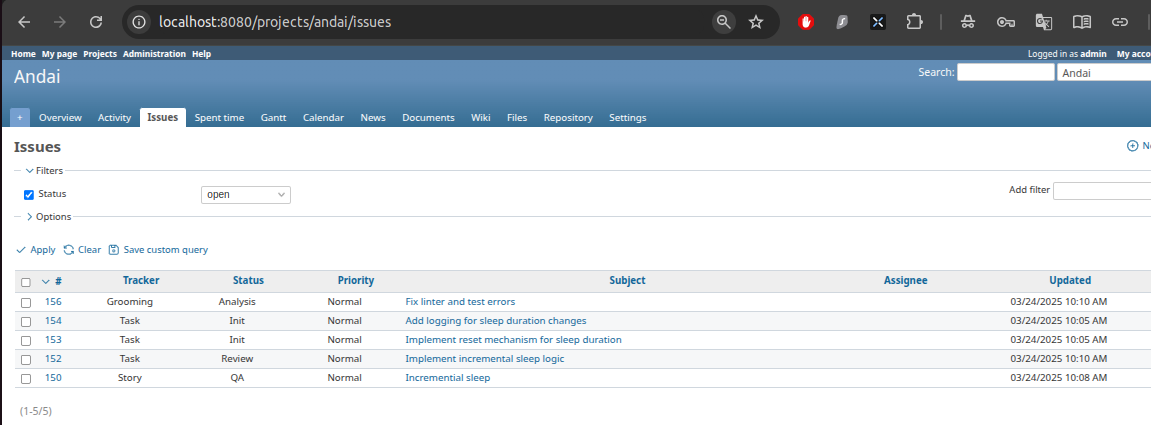 localhost:8080/projects/andai/issues
Home My page Projects Administration Help Logged in as admin My acco
Andai Search: Andai
+ Overview Activity Issues Spent time Gantt Calendar News Documents Wiki Files Repository Settings
Issues Ne
Filters
Status open Add filter
Options
Apply Clear Save custom query
# Tracker Status Priority Subject Assignee Updated
156 Grooming Analysis Normal Fix linter and test errors 03/24/2025 10:10 AM
154 Task Init Normal Add logging for sleep duration changes 03/24/2025 10:05 AM
153 Task Init Normal Implement reset mechanism for sleep duration 03/24/2025 10:05 AM
152 Task Review Normal Implement incremental sleep logic 03/24/2025 10:10 AM
150 Story QA Normal Incremential sleep 03/24/2025 10:08 AM
(1-5/5)